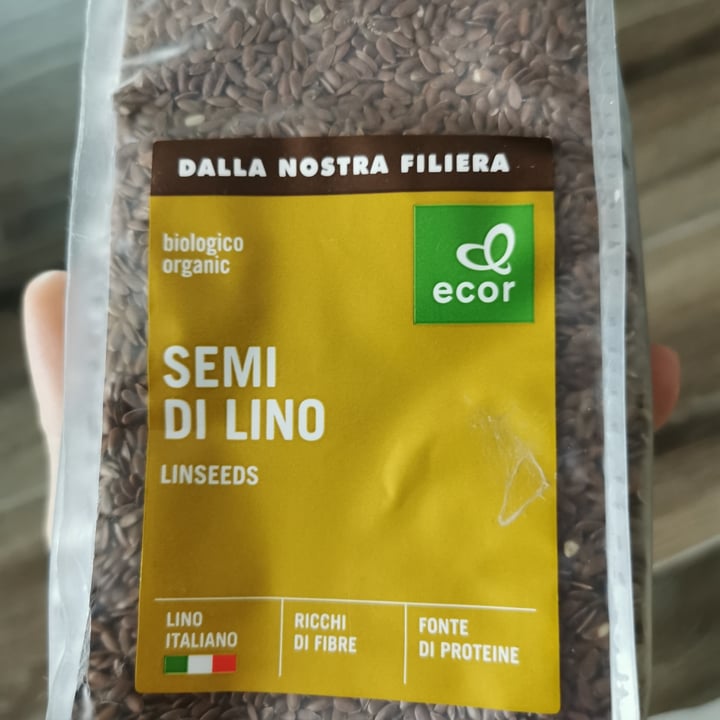 DALLA NOSTRA FILIERA
biologico
organic
ecor
SEMI
DI LINO
LINSEEDS
LINO
ITALIANO
RICCHI
DI FIBRE
FONTE
DI PROTEINE